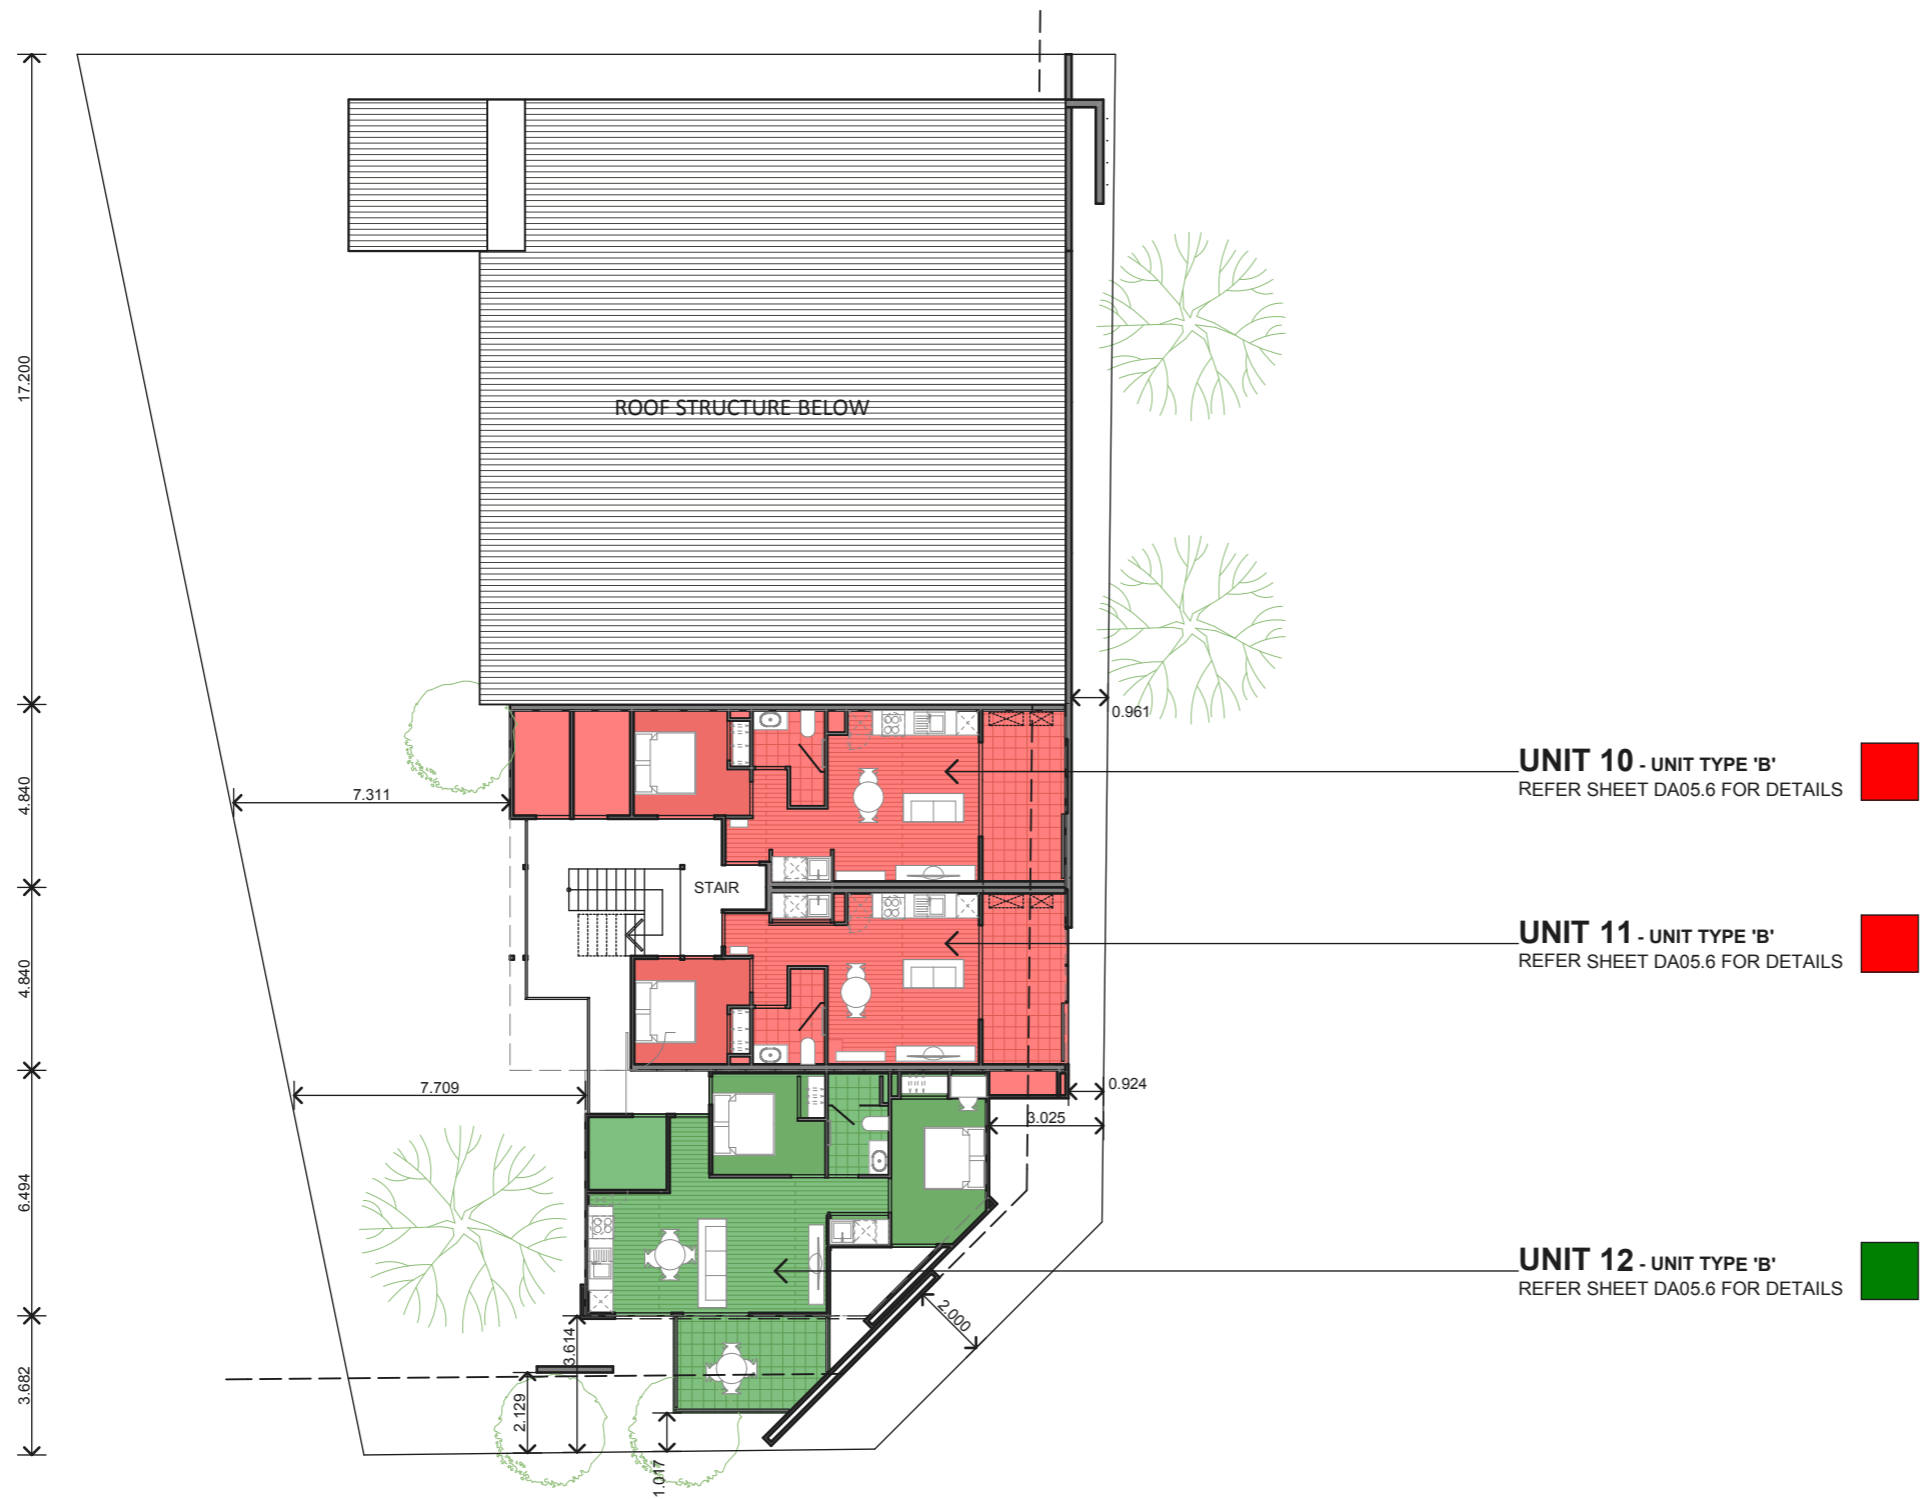 17.200
ROOF STRUCTURE BELOW
0.961
4.840
7.311
UNIT 10 - UNIT TYPE 'B'
REFER SHEET DA05.6 FOR DETAILS
STAIR
4.840
UNIT 11 - UNIT TYPE 'B'
REFER SHEET DA05.6 FOR DETAILS
7.709
0.924
3.025
6.494
UNIT 12 - UNIT TYPE 'B'
REFER SHEET DA05.6 FOR DETAILS
2.000
3.614
3.682
2.129
1.017